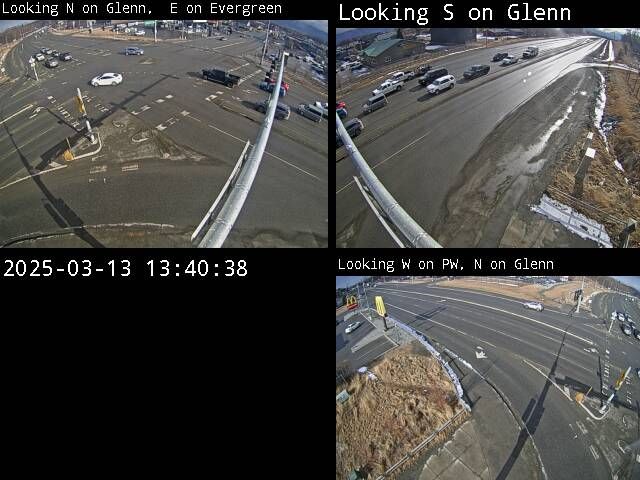 Looking N on Glenn,  E on Evergreen
Looking S on Glenn
2025-03-13 13:40:38
Looking W on PW, N on Glenn